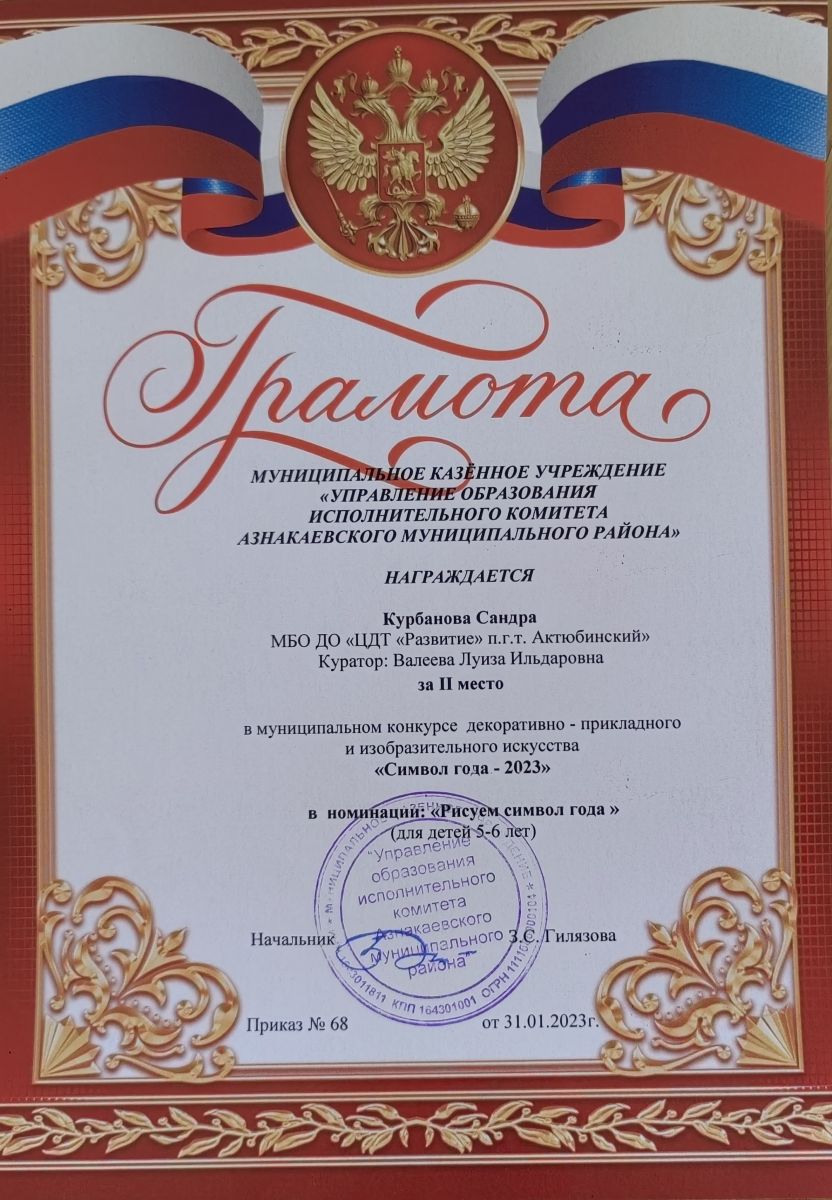 Грамота
МУНИЦИПАЛЬНОЕ КАЗЁННОЕ УЧРЕЖДЕНИЕ
«УПРАВЛЕНИЕ ОБРАЗОВАНИЯ
ИСПОЛНИТЕЛЬНОГО КОМИТЕТА
АЗНАКАЕВСКОГО МУНИЦИПАЛЬНОГО РАЙОНА»
НАГРАЖДАЕТСЯ
Курбанова Сандра
МБО ДО «ЦДТ «Развитие» п.г.т. Актюбинский»
Куратор: Валеева Луиза Ильдаровна
за II место
в муниципальном конкурсе декоративно - прикладного
и изобразительного искусства
«Символ года - 2023»
в номинации: «Рисуем символ года »
(для детей 5-6 лет)
"Управление
образования
исполнительного
комитета
Азнакаевского
муниципального
района"
КПП 164301001
Начальник З.С. Гилязова
Приказ № 68 от 31.01.2023г.